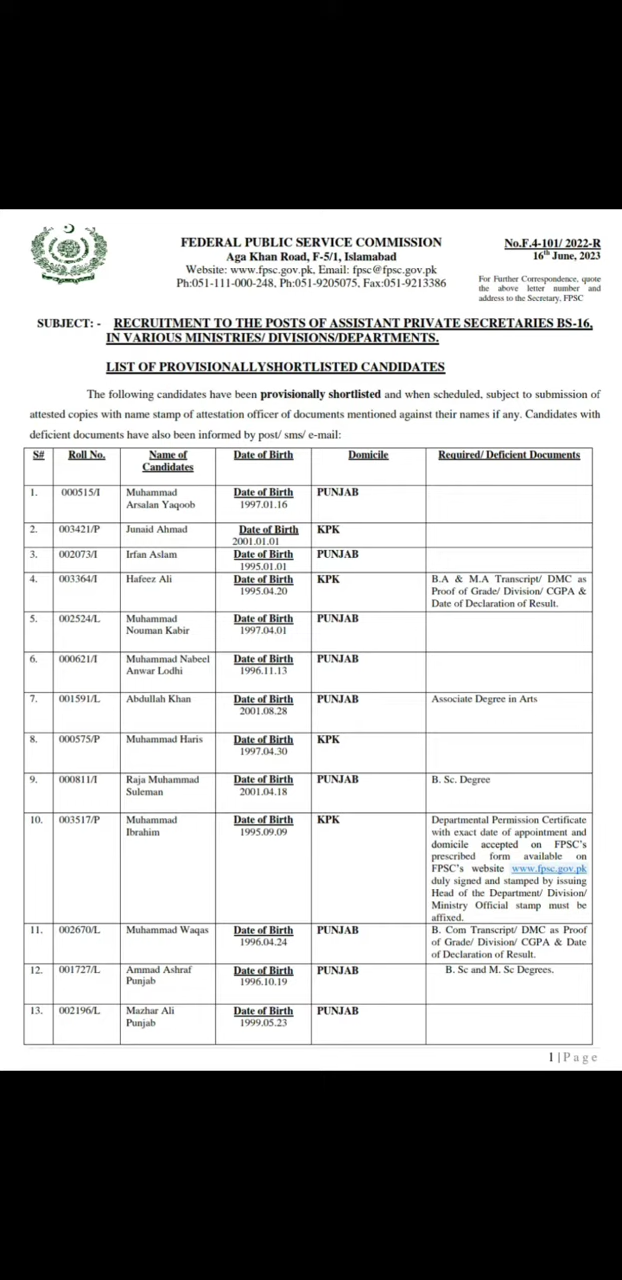 FEDERAL PUBLIC SERVICE COMMISSION
Aga Khan Road, F-5/1, Islamabad
Website: www.fpsc.gov.pk, Email: fpsc@fpsc.gov.pk
Ph:051-111-000-248, Ph:051-9205075, Fax:051-9213386
No.F.4-101/ 2022-R
16th June, 2023
For Further Correspondence, quote
the above letter number and
address to the Secretary, FPSC
SUBJECT: - RECRUITMENT TO THE POSTS OF ASSISTANT PRIVATE SECRETARIES BS-16,
IN VARIOUS MINISTRIES/ DIVISIONS/DEPARTMENTS.
LIST OF PROVISIONALLYSHORTLISTED CANDIDATES
The following candidates have been provisionally shortlisted and when scheduled, subject to submission of
attested copies with name stamp of attestation officer of documents mentioned against their names if any. Candidates with
deficient documents have also been informed by post/ sms/ e-mail:
S# Roll No. Name of Date of Birth Domicile Required/ Deficient Documents
Candidates
1. 000515/I Muhammad Date of Birth PUNJAB
Arsalan Yaqoob 1997.01.16
2. 003421/P Junaid Ahmad Date of Birth KPK
2001.01.01
3. 002073/I Irfan Aslam Date of Birth PUNJAB
1995.01.01
4. 003364/I Hafeez Ali Date of Birth KPK B.A & M.A Transcript/ DMC as
1995.04.20 Proof of Grade/ Division/ CGPA &
Date of Declaration of Result.
5. 002524/L Muhammad Date of Birth PUNJAB
Nouman Kabir 1997.04.01
6. 000621/I Muhammad Nabeel Date of Birth PUNJAB
Anwar Lodhi 1996.11.13
7. 001591/L Abdullah Khan Date of Birth PUNJAB Associate Degree in Arts
2001.08.28
8. 000575/P Muhammad Haris Date of Birth KPK
1997.04.30
9. 000811/I Raja Muhammad Date of Birth PUNJAB B. Sc. Degree
Suleman 2001.04.18
10. 003517/P Muhammad Date of Birth KPK Departmental Permission Certificate
Ibrahim 1995.09.09 with exact date of appointment and
domicile accepted on FPSC's
prescribed form available on
FPSC's website www.fpsc.gov.pk
duly signed and stamped by issuing
Head of the Department/ Division/
Ministry Official stamp must be
affixed.
11. 002670/L Muhammad Waqas Date of Birth PUNJAB B. Com Transcript/ DMC as Proof
1996.04.24 of Grade/ Division/ CGPA & Date
of Declaration of Result.
12. 001727/L Ammad Ashraf Date of Birth PUNJAB B. Sc and M. Sc Degrees.
Punjab 1996.10.19
13. 002196/L Mazhar Ali Date of Birth PUNJAB
Punjab 1999.05.23
1 | P a g e